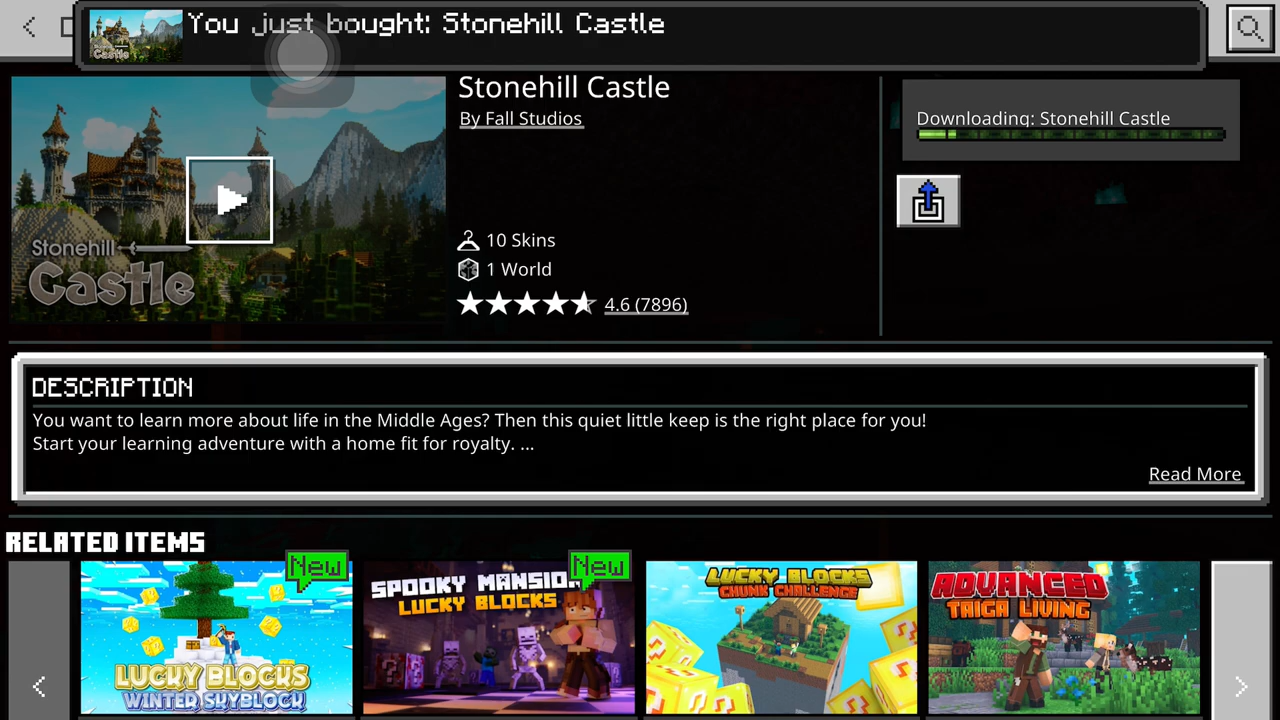 You just bought: Stonehill Castle
Stonehill Castle
By Fall Studios
Downloading: Stonehill Castle
10 Skins
1 World
4.6 (7896)
Stonehill
Castle
DESCRIPTION
You want to learn more about life in the Middle Ages? Then this quiet little keep is the right place for you!
Start your learning adventure with a home fit for royalty. ...
Read More
RELATED ITEMS
New
New
LUCKY BLOCKS
WINTER SKYBLOCK
SPOOKY MANSION
LUCKY BLOCKS
LUCKY BLOCKS
CHUNK CHALLENGE
ADVANCED
TAIGA LIVING